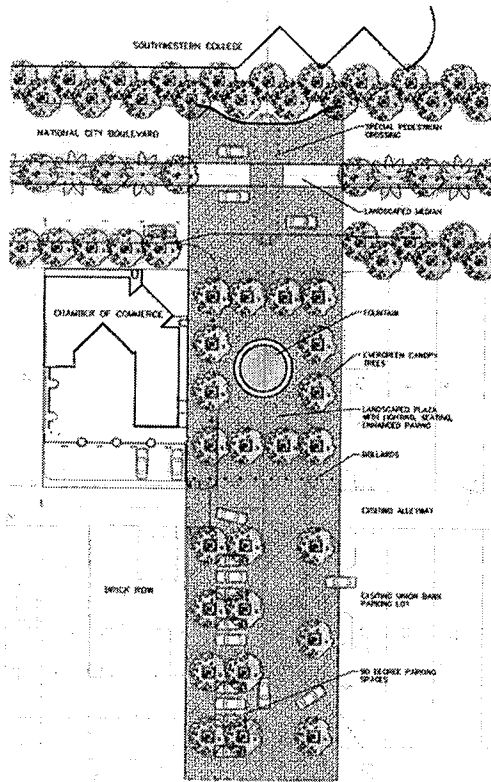 SOUTHWESTERN COLLEGE
NATIONAL CITY BOULEVARD
SPECIAL PEDESTRIAN
CROSSING
LANDSCAPED MEDIAN
CHAMBER OF COMMERCE
FOUNTAIN
EVERGREEN CANOPY
TREES
LANDSCAPED PLAZA
WITH LIGHTING, SEATING,
ENHANCED PAVING
BOLLARDS
EXISTING ALLEYWAY
BRICK ROW
EXISTING UNION BANK
PARKING LOT
90 DEGREE PARKING
SPACES